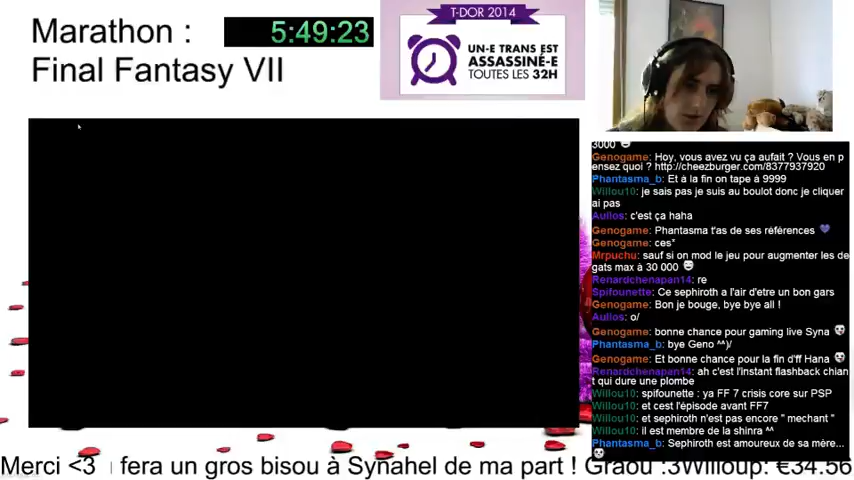 Marathon :
5:49:23
Final Fantasy VII
T-DOR 2014
UN-E TRANS EST
ASSASSINÉ-E
TOUTES LES 32H
3000
Genogame: Hoy, vous avez vu ça aufait ? Vous en p
ensez quoi ? http://cheezburger.com/8377937920
Phantasma_b: Et à la fin on tape à 9999
Willou10: je sais pas je suis au boulot donc je cliquer
ai pas
Aulios: c'est ça haha
Genogame: Phantasma t'as de ses références
Genogame: ces*
Mrpuchu: sauf si on mod le jeu pour augmenter les de
gats max à 30 000
Renardchenapan14: re
Spifounette: Ce sephiroth a l'air d'etre un bon gars
Genogame: Bon je bouge, bye bye all !
Aulios: o/
Genogame: bonne chance pour gaming live Syna
Phantasma_b: bye Geno ^^)/
Genogame: Et bonne chance pour la fin d'ff Hana
Renardchenapan14: ah c'est l'instant flashback chian
t qui dure une plombe
Willou10: spifounette : ya FF 7 crisis core sur PSP
Willou10: et cest l'épisode avant FF7
Willou10: et sephiroth n'est pas encore " mechant "
Willou10: il est membre de la shinra ^^
Phantasma_b: Sephiroth est amoureux de sa mère...
Merci <3 fera un gros bisou à Synahel de ma part ! Graou :3Willoup: €34.56